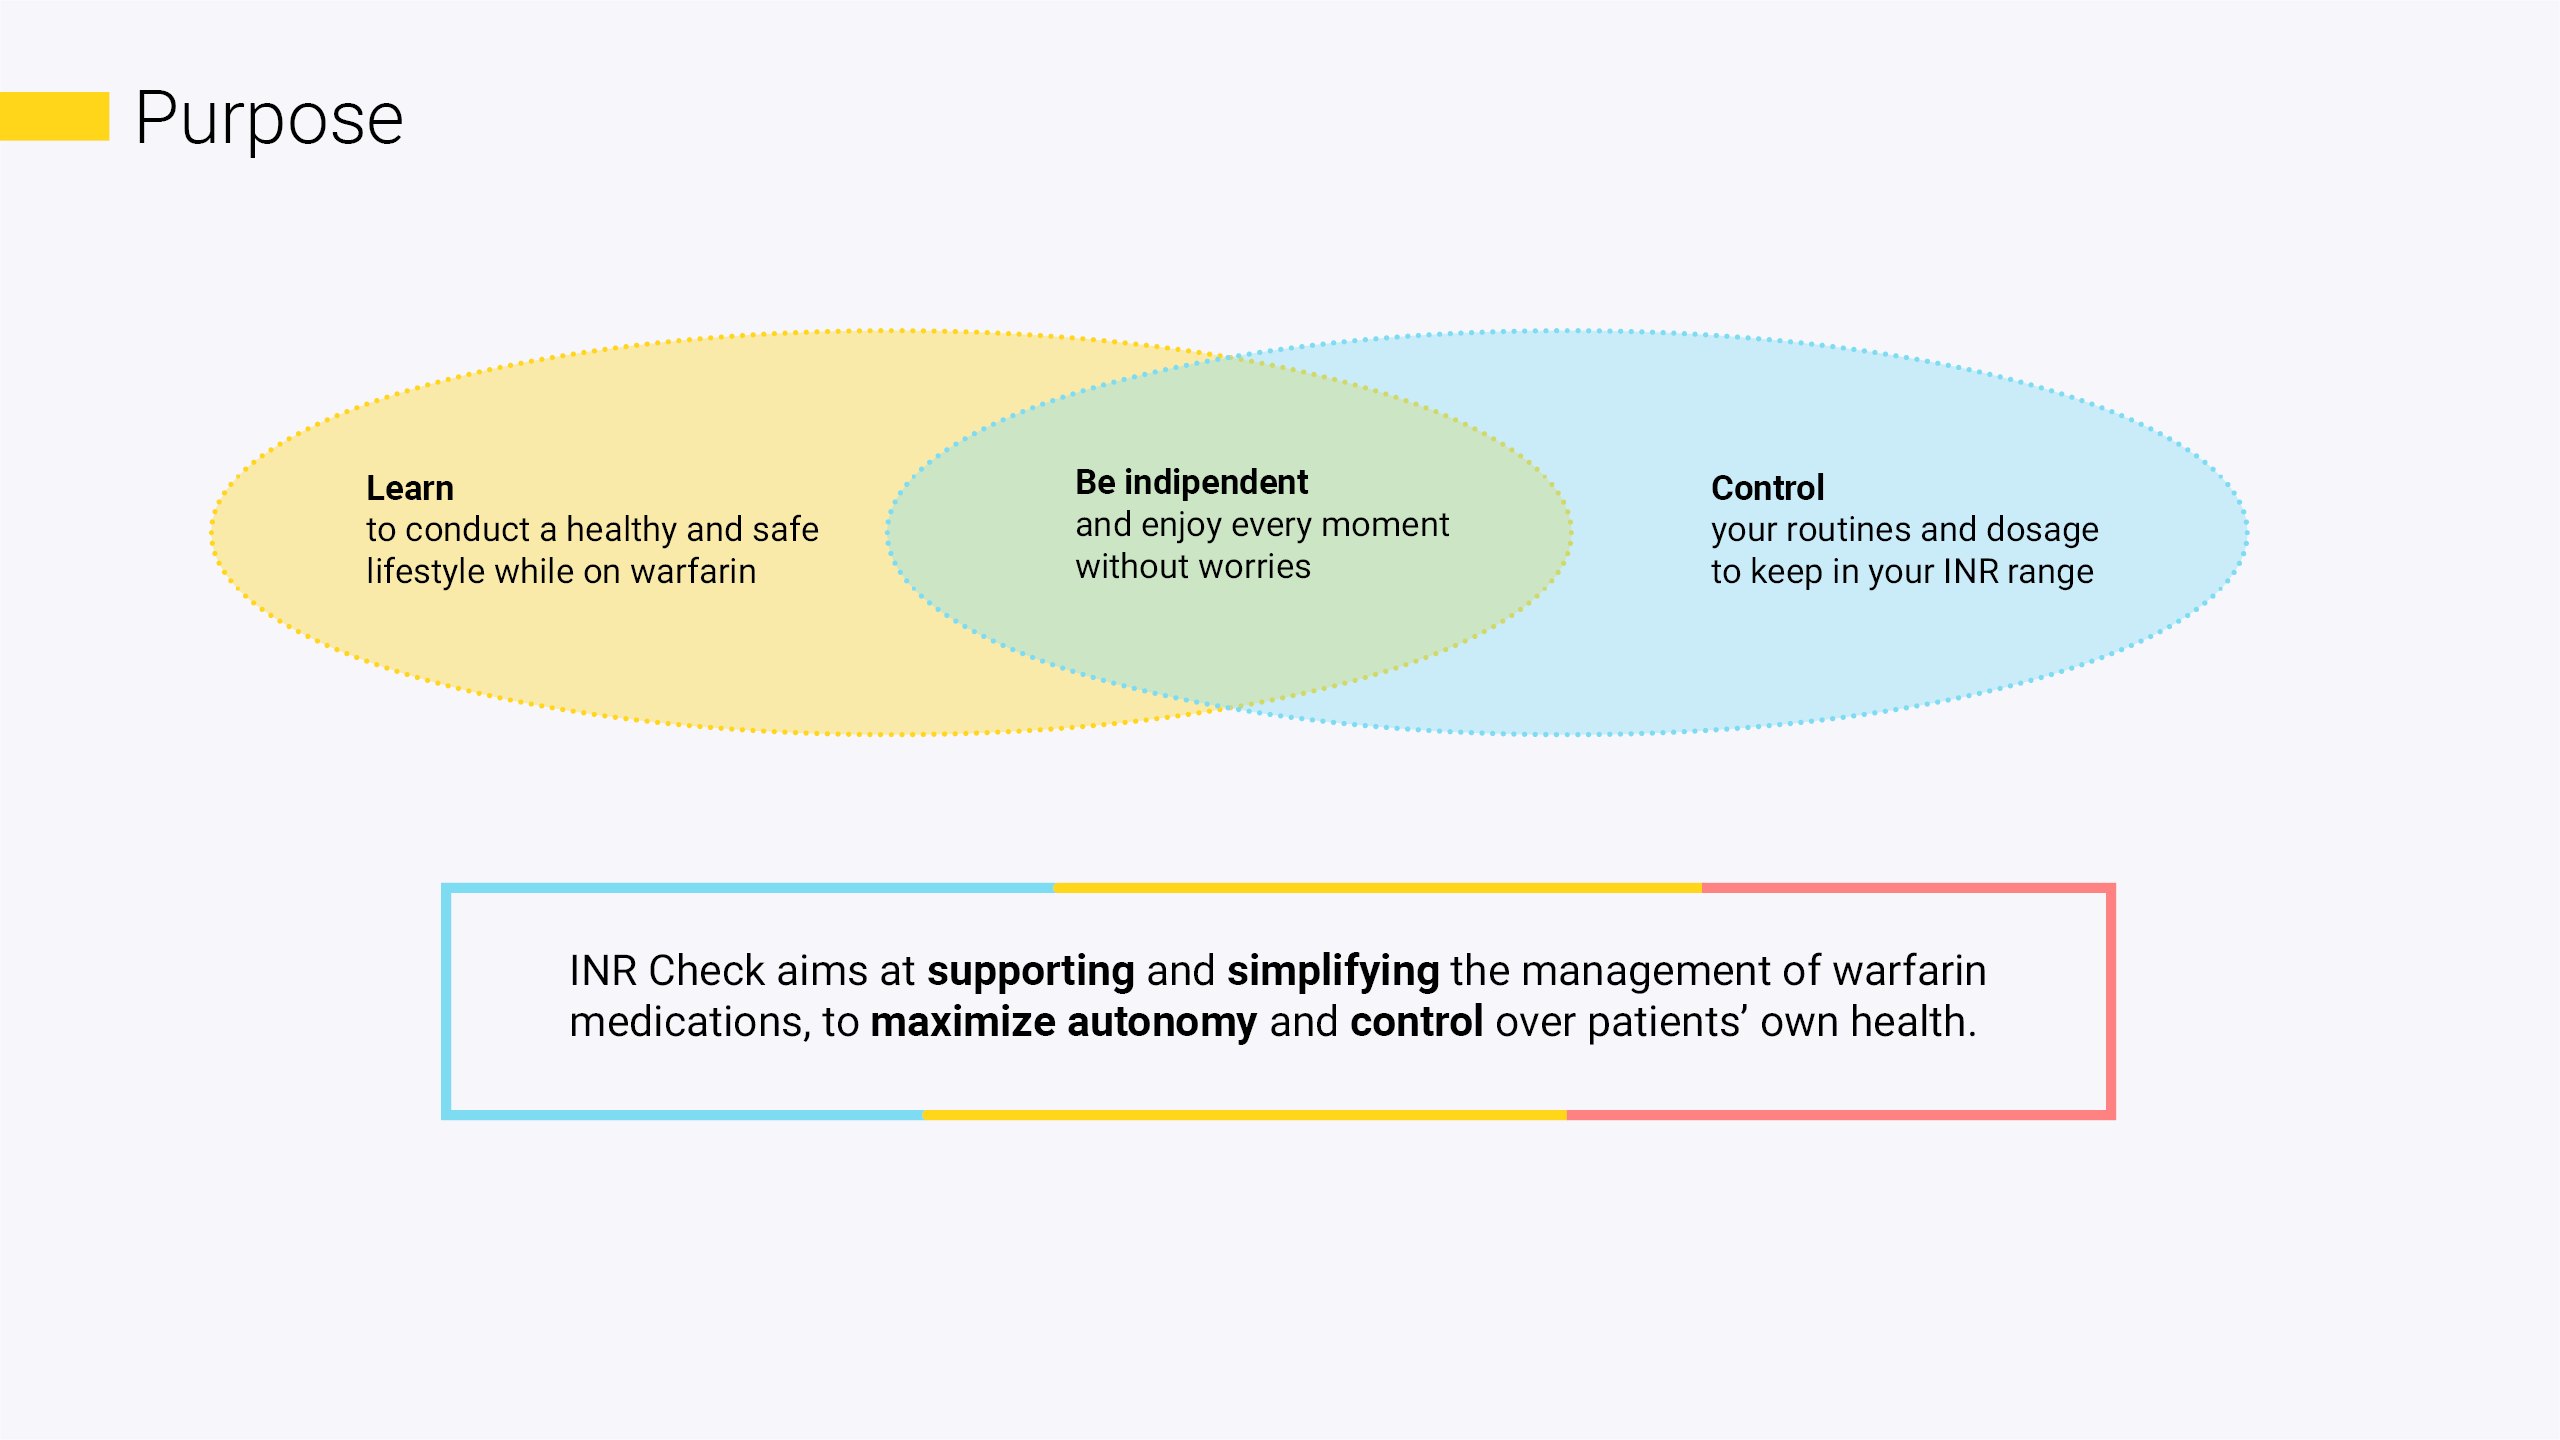 Purpose
Learn
to conduct a healthy and safe
lifestyle while on warfarin
Be indipendent
and enjoy every moment
without worries
Control
your routines and dosage
to keep in your INR range
INR Check aims at supporting and simplifying the management of warfarin
medications, to maximize autonomy and control over patients’ own health.